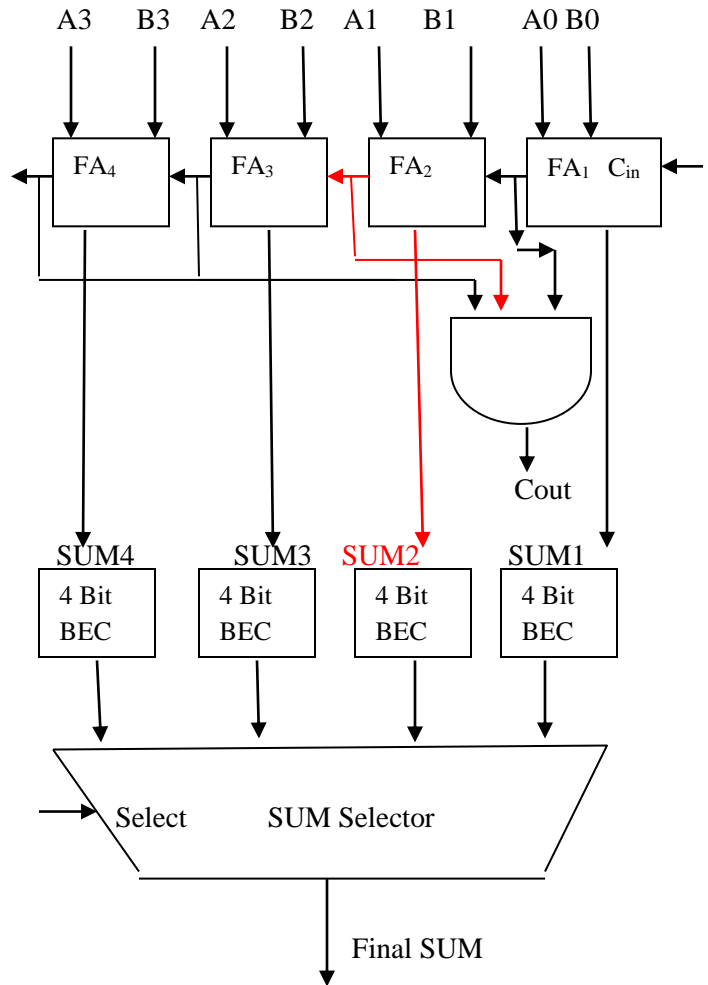 A3 B3 A2 B2 A1 B1 A0 B0
FA₄ FA₃ FA₂ FA₁ Cᵢₙ
Cout
SUM4 SUM3 SUM2 SUM1
4 Bit 4 Bit 4 Bit 4 Bit
BEC BEC BEC BEC
Select SUM Selector
Final SUM